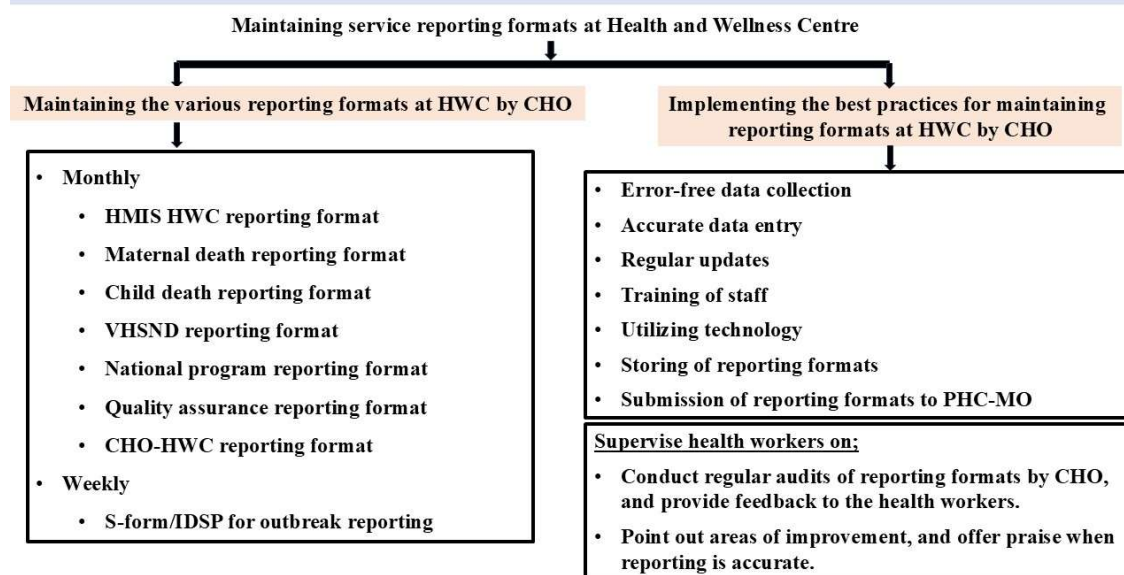 Maintaining service reporting formats at Health and Wellness Centre
Maintaining the various reporting formats at HWC by CHO
• Monthly
• HMIS HWC reporting format
• Maternal death reporting format
• Child death reporting format
• VHSND reporting format
• National program reporting format
• Quality assurance reporting format
• CHO-HWC reporting format
• Weekly
• S-form/IDSP for outbreak reporting
Implementing the best practices for maintaining
reporting formats at HWC by CHO
• Error-free data collection
• Accurate data entry
• Regular updates
• Training of staff
• Utilizing technology
• Storing of reporting formats
• Submission of reporting formats to PHC-MO
Supervise health workers on;
• Conduct regular audits of reporting formats by CHO,
and provide feedback to the health workers.
• Point out areas of improvement, and offer praise when
reporting is accurate.